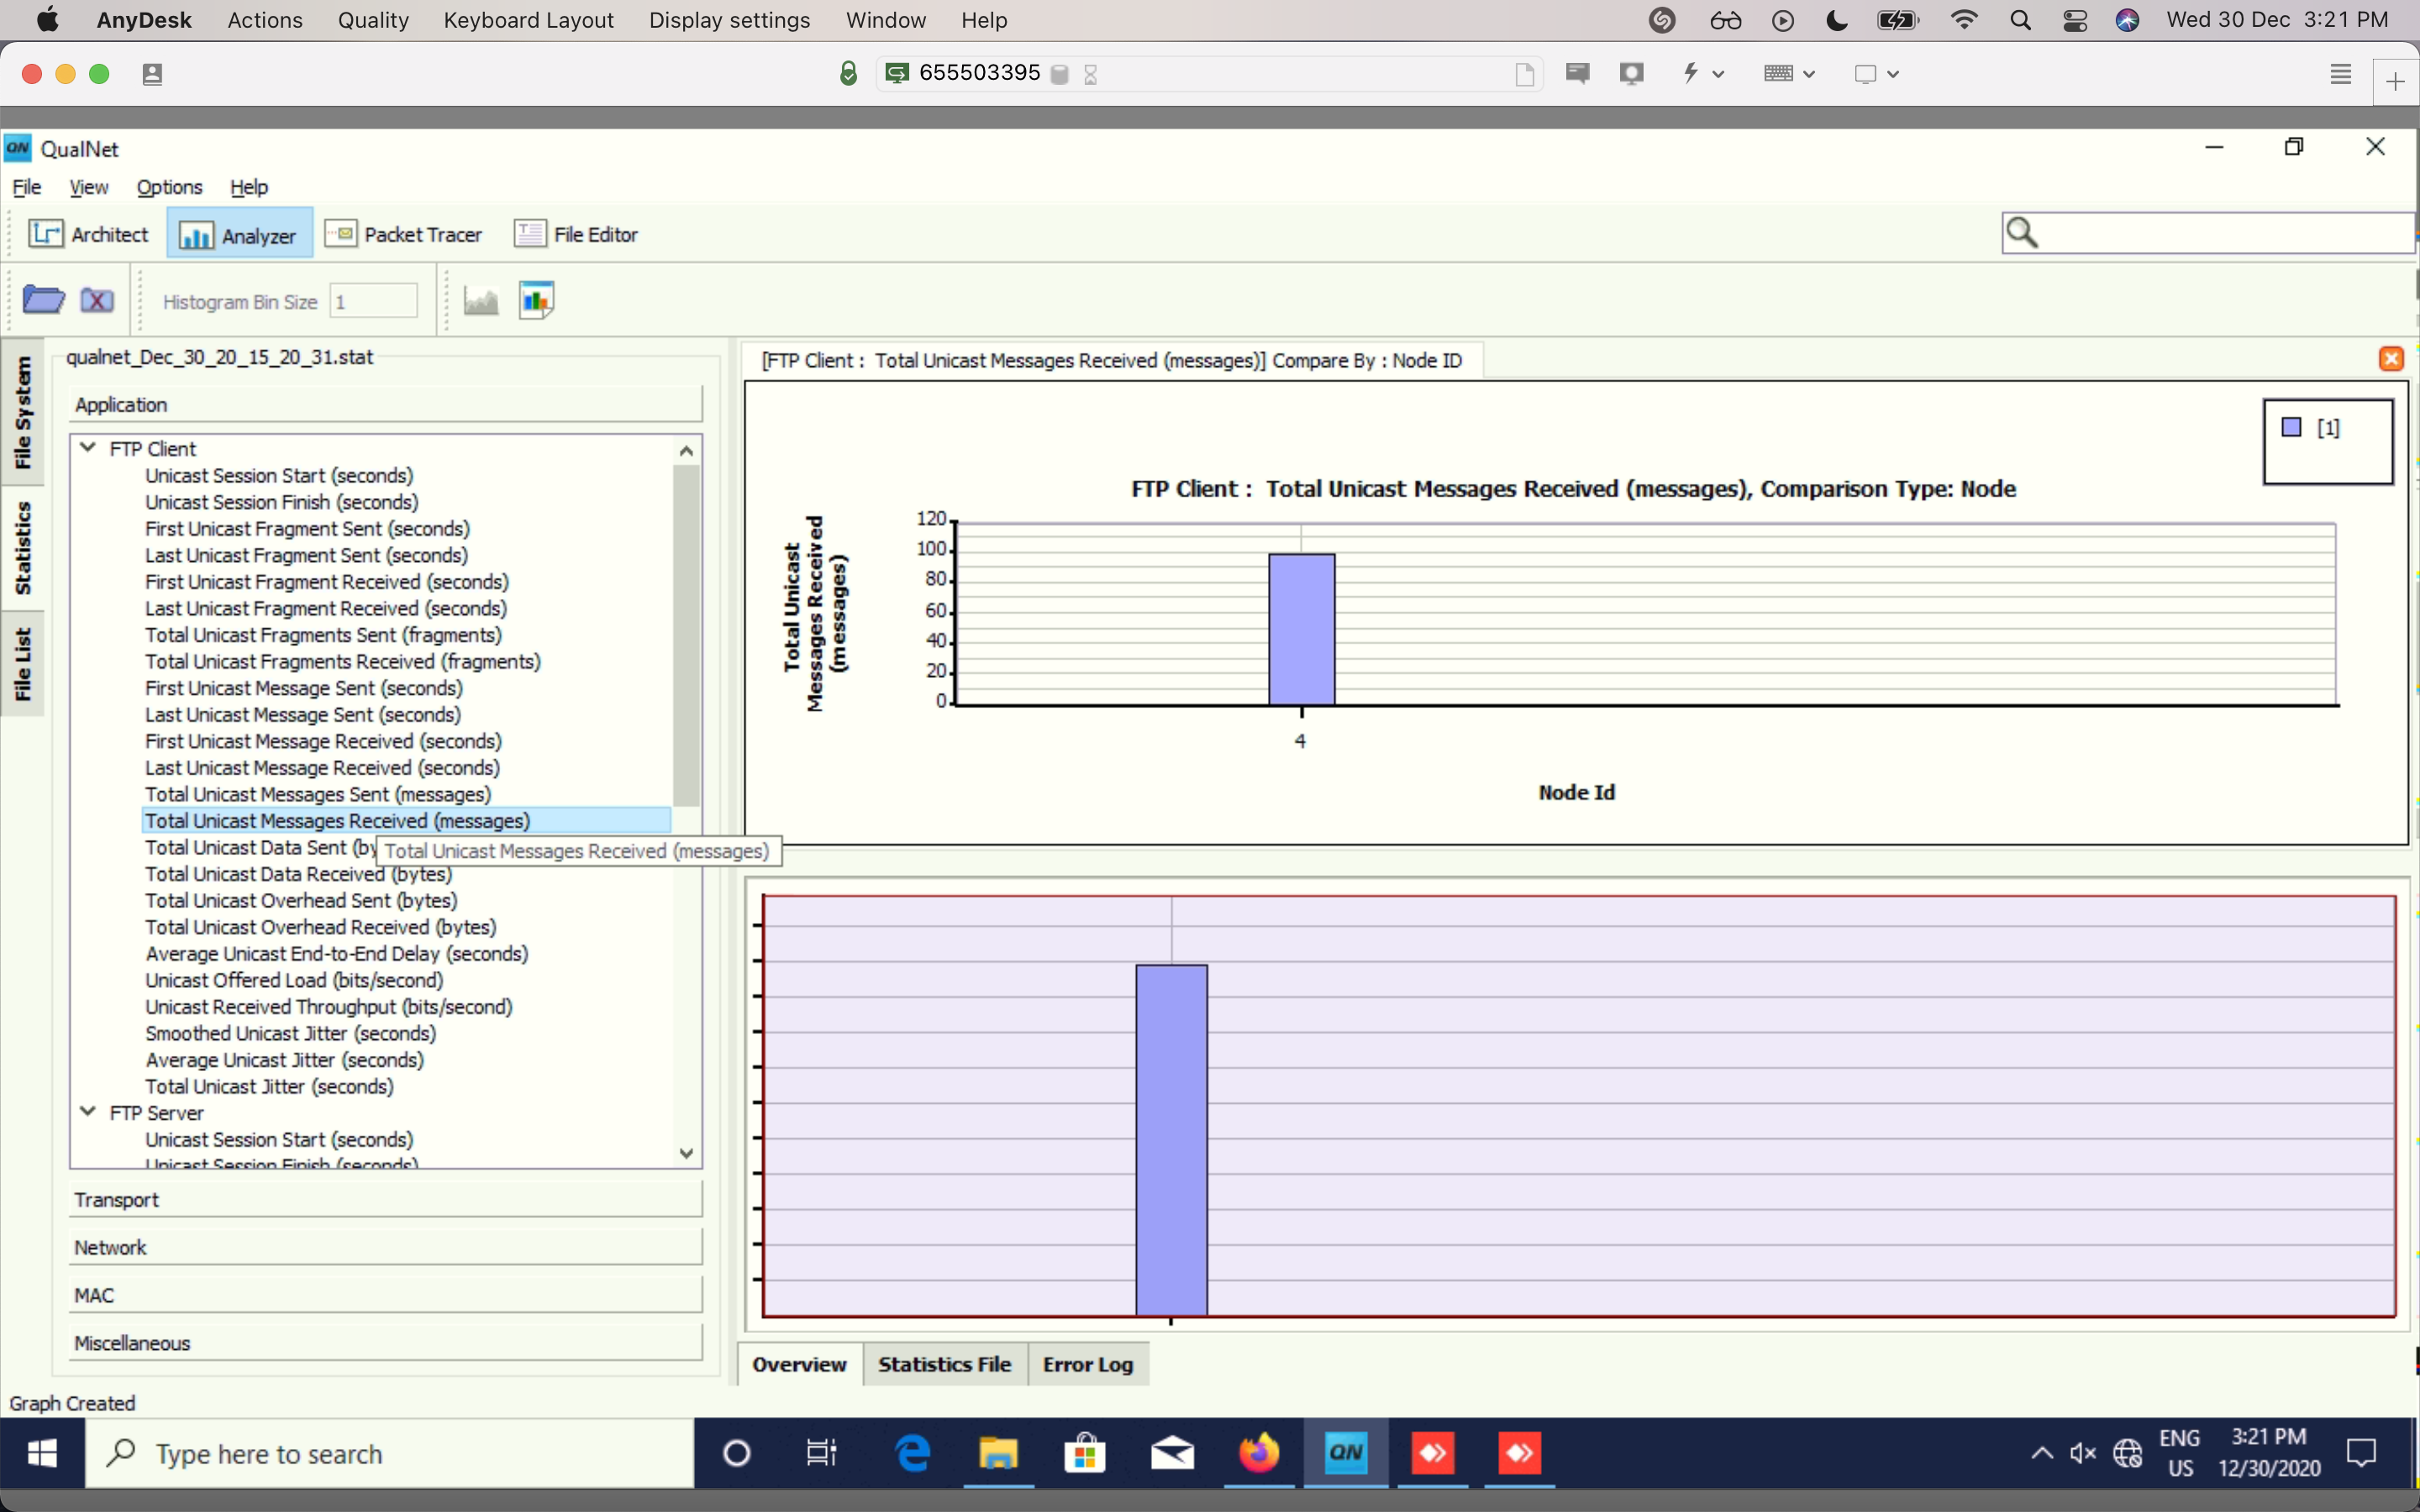 AnyDesk Actions Quality Keyboard Layout Display settings Window Help Wed 30 Dec 3:21 PM
655503395
QN QualNet
File View Options Help
Architect Analyzer Packet Tracer File Editor
Histogram Bin Size 1
File System
Statistics
File List
qualnet_Dec_30_20_15_20_31.stat
Application
FTP Client
Unicast Session Start (seconds)
Unicast Session Finish (seconds)
First Unicast Fragment Sent (seconds)
Last Unicast Fragment Sent (seconds)
First Unicast Fragment Received (seconds)
Last Unicast Fragment Received (seconds)
Total Unicast Fragments Sent (fragments)
Total Unicast Fragments Received (fragments)
First Unicast Message Sent (seconds)
Last Unicast Message Sent (seconds)
First Unicast Message Received (seconds)
Last Unicast Message Received (seconds)
Total Unicast Messages Sent (messages)
Total Unicast Messages Received (messages)
Total Unicast Data Sent (by
Total Unicast Messages Received (messages)
Total Unicast Data Received (bytes)
Total Unicast Overhead Sent (bytes)
Total Unicast Overhead Received (bytes)
Average Unicast End-to-End Delay (seconds)
Unicast Offered Load (bits/second)
Unicast Received Throughput (bits/second)
Smoothed Unicast Jitter (seconds)
Average Unicast Jitter (seconds)
Total Unicast Jitter (seconds)
FTP Server
Unicast Session Start (seconds)
Unicast Session Finish (seconds)
Transport
Network
MAC
Miscellaneous
[FTP Client : Total Unicast Messages Received (messages)] Compare By : Node ID
[1]
FTP Client : Total Unicast Messages Received (messages), Comparison Type: Node
Total Unicast
Messages Received
(messages)
120
100
80
60
40
20
0
4
Node Id
Overview Statistics File Error Log
Graph Created
Type here to search
QN
ENG
US
3:21 PM
12/30/2020